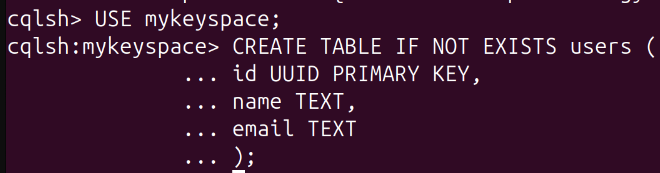 cqlsh> USE mykeyspace;
cqlsh:mykeyspace> CREATE TABLE IF NOT EXISTS users (
... id UUID PRIMARY KEY,
... name TEXT,
... email TEXT
... );